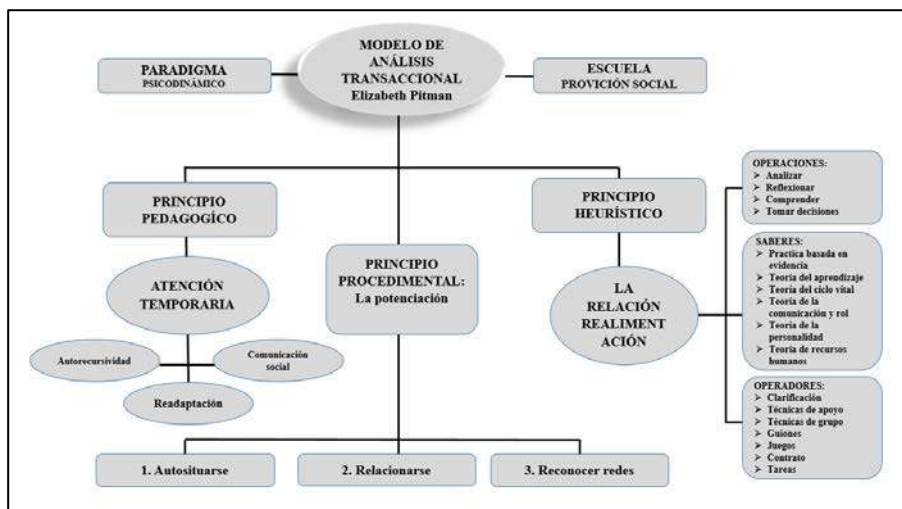 MODELO DE
ANÁLISIS
TRANSACCIONAL
Elizabeth Pitman
PARADIGMA
PSICODINÁMICO
ESCUELA
PROVICIÓN SOCIAL
PRINCIPIO
PEDAGOGÍCO
ATENCIÓN
TEMPORARIA
Autorecursividad
Comunicación
social
Readaptación
PRINCIPIO
PROCEDIMENTAL:
La potenciación
1. Autosituarse
2. Relacionarse
3. Reconocer redes
PRINCIPIO
HEURÍSTICO
LA
RELACIÓN
REALIMENT
ACIÓN
OPERACIONES:
➢ Analizar
➢ Reflexionar
➢ Comprender
➢ Tomar decisiones
SABERES:
➢ Practica basada en
evidencia
➢ Teoría del aprendizaje
➢ Teoría del ciclo vital
➢ Teoría de la
comunicación y rol
➢ Teoría de la
personalidad
➢ Teoría de recursos
humanos
OPERADORES:
➢ Clarificación
➢ Técnicas de apoyo
➢ Técnicas de grupo
➢ Guiones
➢ Juegos
➢ Contrato
➢ Tareas